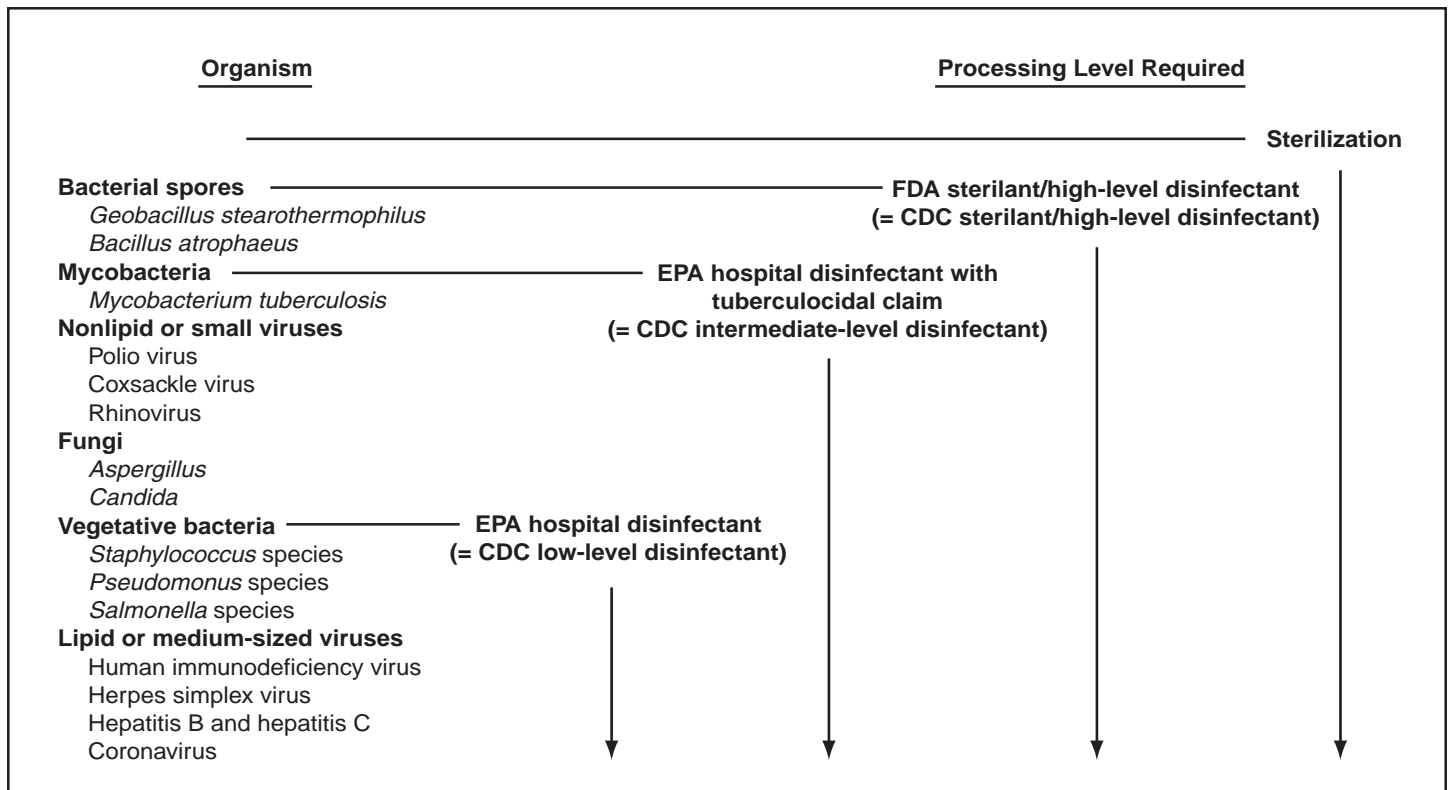 Organism
Processing Level Required
Sterilization
Bacterial spores
FDA sterilant/high-level disinfectant
(= CDC sterilant/high-level disinfectant)
Geobacillus stearothermophilus
Bacillus atrophaeus
Mycobacteria
EPA hospital disinfectant with
tuberculocidal claim
(= CDC intermediate-level disinfectant)
Mycobacterium tuberculosis
Nonlipid or small viruses
Polio virus
Coxsackle virus
Rhinovirus
Fungi
Aspergillus
Candida
Vegetative bacteria
EPA hospital disinfectant
(= CDC low-level disinfectant)
Staphylococcus species
Pseudomonus species
Salmonella species
Lipid or medium-sized viruses
Human immunodeficiency virus
Herpes simplex virus
Hepatitis B and hepatitis C
Coronavirus